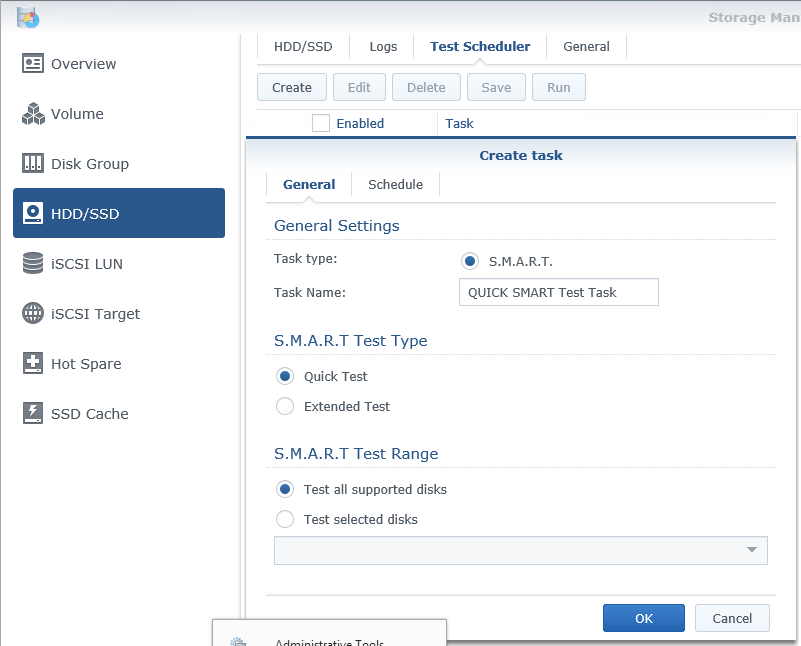 Storage Man
Overview
Volume
Disk Group
HDD/SSD
iSCSI LUN
iSCSI Target
Hot Spare
SSD Cache
HDD/SSD Logs Test Scheduler General
Create Edit Delete Save Run
Enabled Task
Create task
General Schedule
General Settings
Task type: S.M.A.R.T.
Task Name: QUICK SMART Test Task
S.M.A.R.T Test Type
Quick Test
Extended Test
S.M.A.R.T Test Range
Test all supported disks
Test selected disks
OK Cancel
Administrative Tools